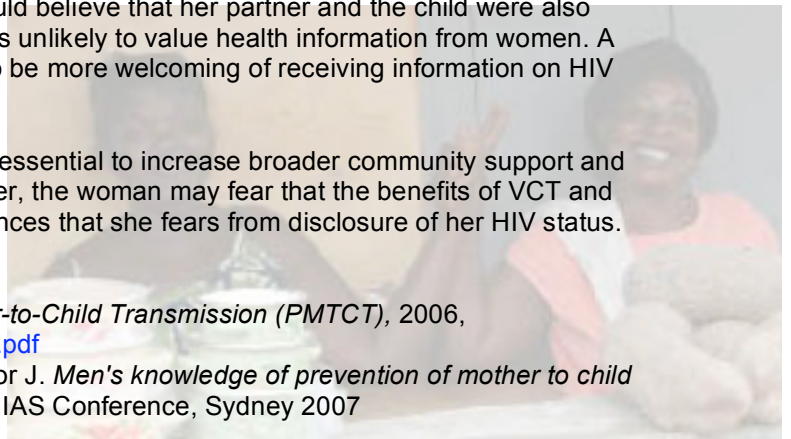 uld believe that her partner and the child were also
s unlikely to value health information from women. A
o be more welcoming of receiving information on HIV
essential to increase broader community support and
er, the woman may fear that the benefits of VCT and
nces that she fears from disclosure of her HIV status.
r-to-Child Transmission (PMTCT), 2006,
.pdf
or J. Men's knowledge of prevention of mother to child
IAS Conference, Sydney 2007